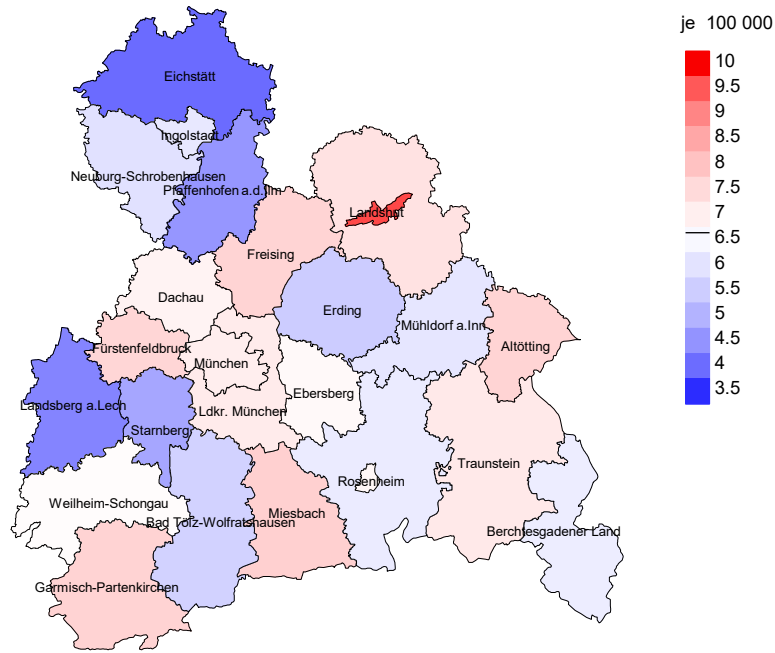 je 100 000
Eichstätt
10
9.5
9
8.5
8
7.5
7
6.5
6
5.5
5
4.5
4
3.5
Ingolstadt
Neuburg-Schrobenhausen
Pfaffenhofen a.d.Ilm
Landshut
Freising
Dachau
Erding
Mühldorf a.Inn
Fürstenfeldbruck
Altötting
München
Ebersberg
Landsberg a.Lech
Ldkr. München
Starnberg
Traunstein
Rosenheim
Weilheim-Schongau
Miesbach
Bad Tölz-Wolfratshausen
Berchtesgadener Land
Garmisch-Partenkirchen